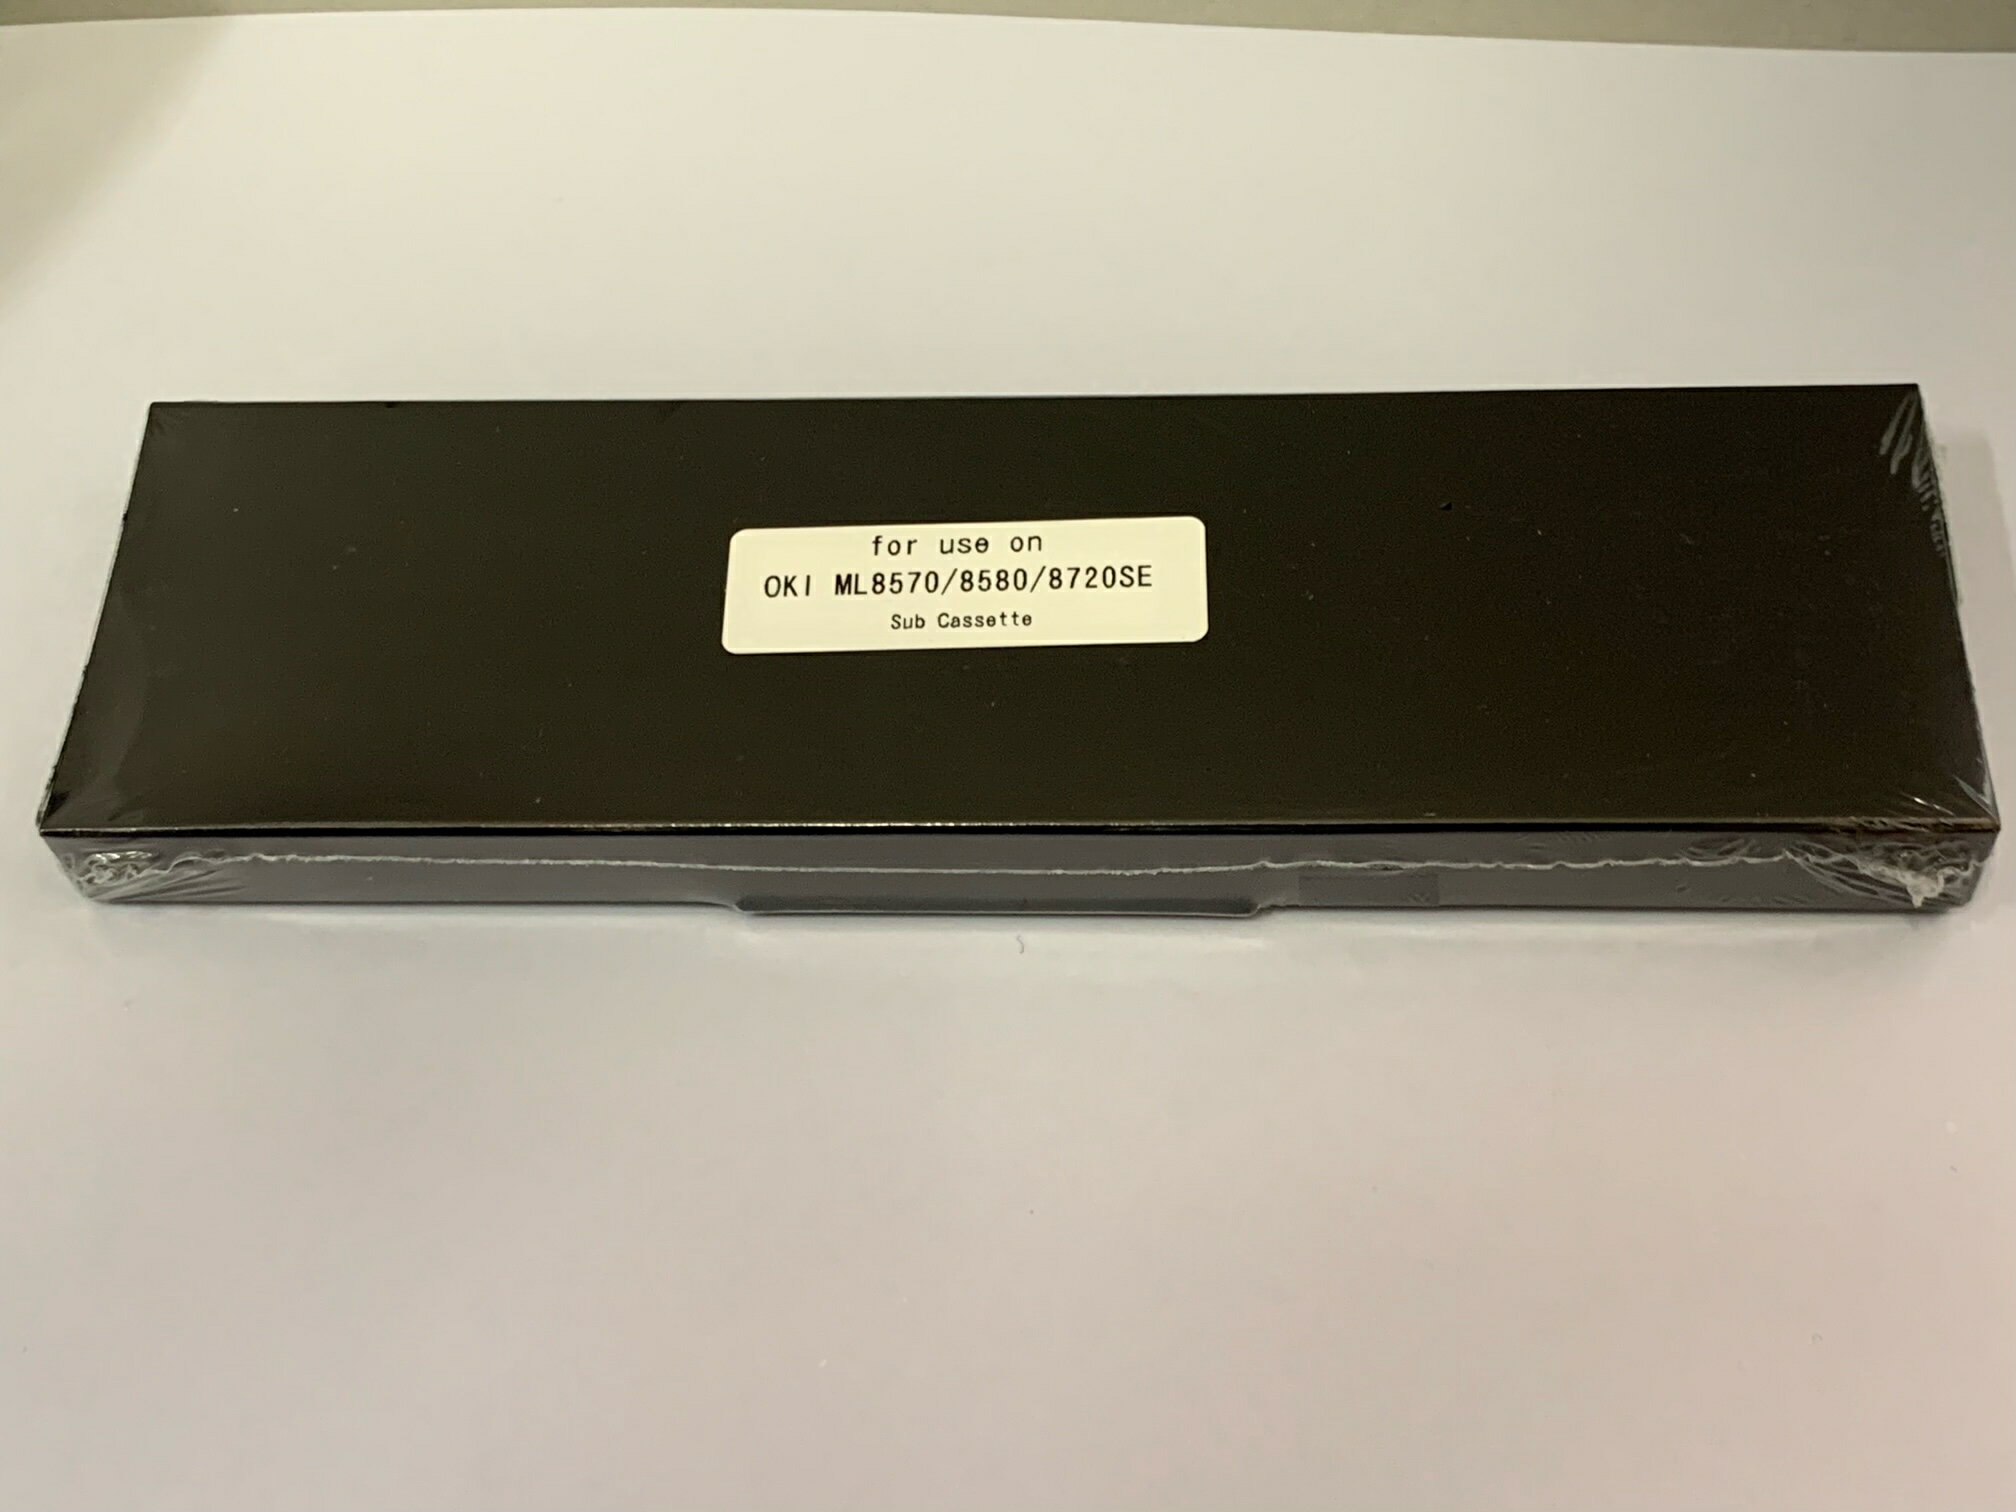 for use on
OKI ML8570/8580/8720SE
Sub Cassette